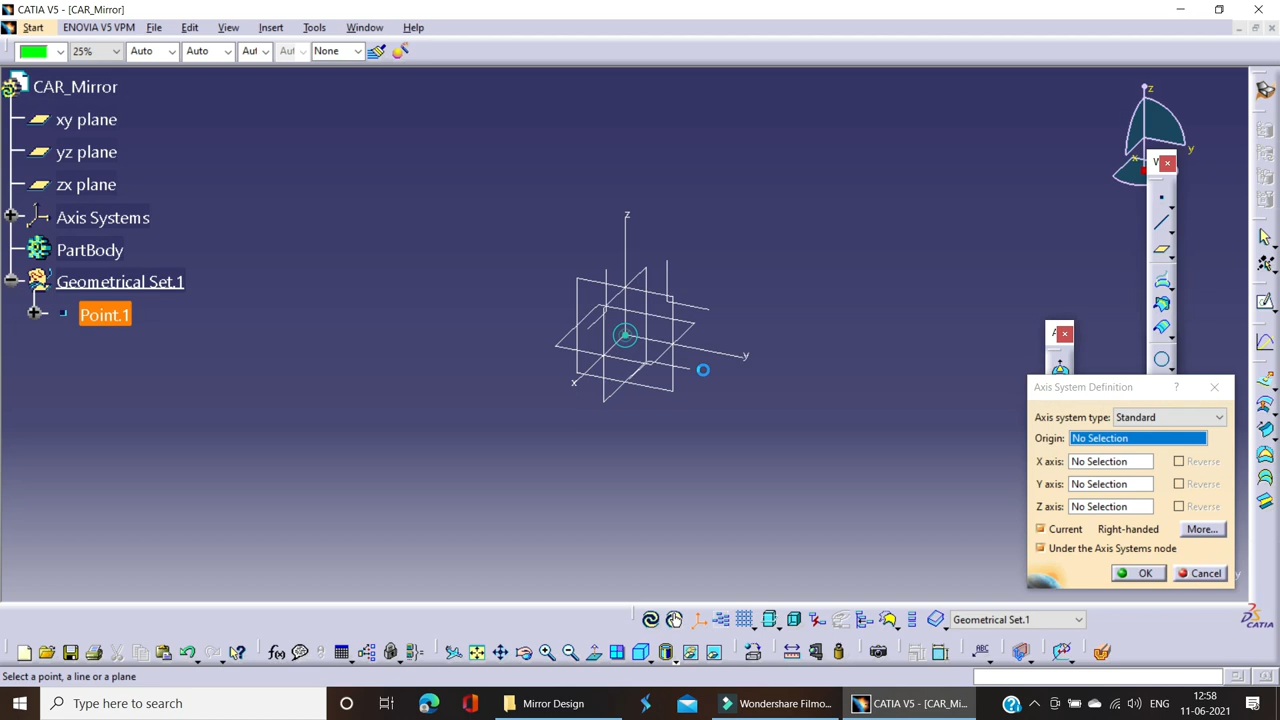 CATIA V5 - [CAR_Mirror]
Start ENOVIA V5 VPM File Edit View Insert Tools Window Help
25% Auto Auto Aut Aut None
CAR_Mirror
xy plane
yz plane
zx plane
Axis Systems
PartBody
Geometrical Set.1
Point.1
z
y
x
z
y
x
Axis System Definition ?
Axis system type: Standard
Origin: No Selection
X axis: No Selection Reverse
Y axis: No Selection Reverse
Z axis: No Selection Reverse
Current Right-handed More...
Under the Axis Systems node
OK Cancel
y
Geometrical Set.1
CATIA
f(x) ABC
Select a point, a line or a plane
Type here to search
Mirror Design
Wondershare Filmo...
CATIA V5 - [CAR_Mi...
ENG
12:58
11-06-2021